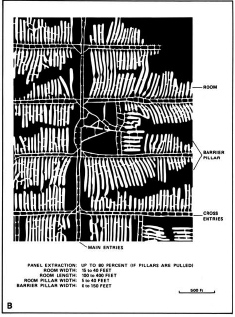 ROOM
BARRIER
PILLAR
CROSS
ENTRIES
MAIN ENTRIES
PANEL EXTRACTION: UP TO 80 PERCENT (IF PILLARS ARE PULLED)
ROOM WIDTH: 15 to 40 FEET
ROOM LENGTH: 100 to 400 FEET
ROOM PILLAR WIDTH: 5 to 40 FEET
BARRIER PILLAR WIDTH: 0 to 150 FEET
500 ft
B